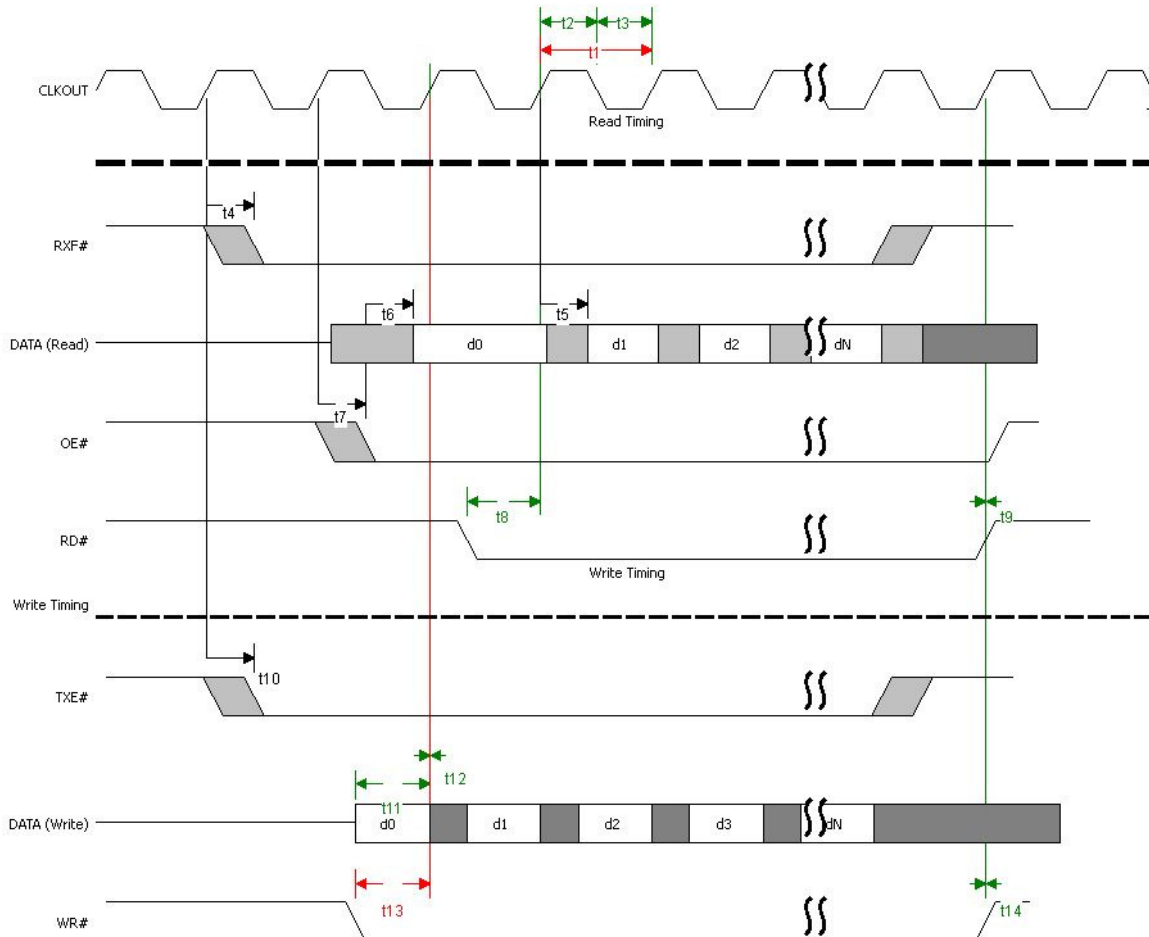 t2 t3
t1
CLKOUT
Read Timing
t4
RXF#
t6 t5
DATA (Read) d0 d1 d2 dN
t7
OE#
t8 t9
RD#
Write Timing
Write Timing
t10
TXE#
t12
t11
DATA (Write) d0 d1 d2 d3 dN
t13 t14
WR#